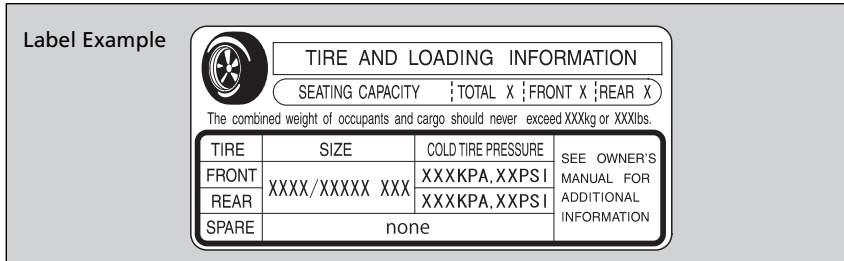 Label Example
TIRE AND LOADING INFORMATION
SEATING CAPACITY TOTAL X FRONT X REAR X
The combined weight of occupants and cargo should never exceed XXXkg or XXXlbs.
TIRE SIZE COLD TIRE PRESSURE
FRONT XXXX/XXXXX XXX XXXKPA,XXPSI
REAR XXXKPA,XXPSI
SPARE none
SEE OWNER'S
MANUAL FOR
ADDITIONAL
INFORMATION